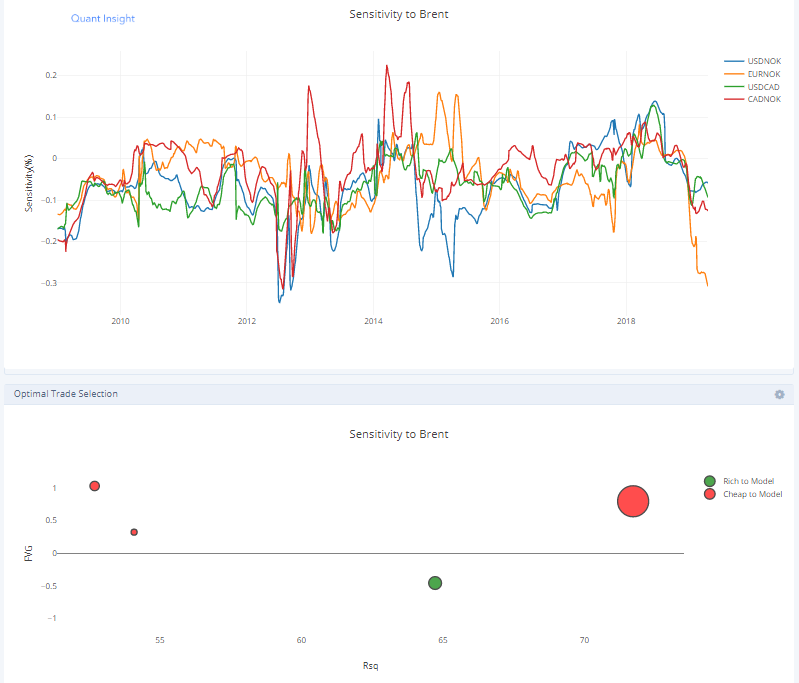 Quant Insight
Sensitivity to Brent
USDNOK
EURNOK
USDCAD
CADNOK
Sensitivity(%)
0.2
0.1
0
−0.1
−0.2
−0.3
2010
2012
2014
2016
2018
Optimal Trade Selection
Sensitivity to Brent
Rich to Model
Cheap to Model
FVG
1
0.5
0
−0.5
−1
55
60
65
70
Rsq